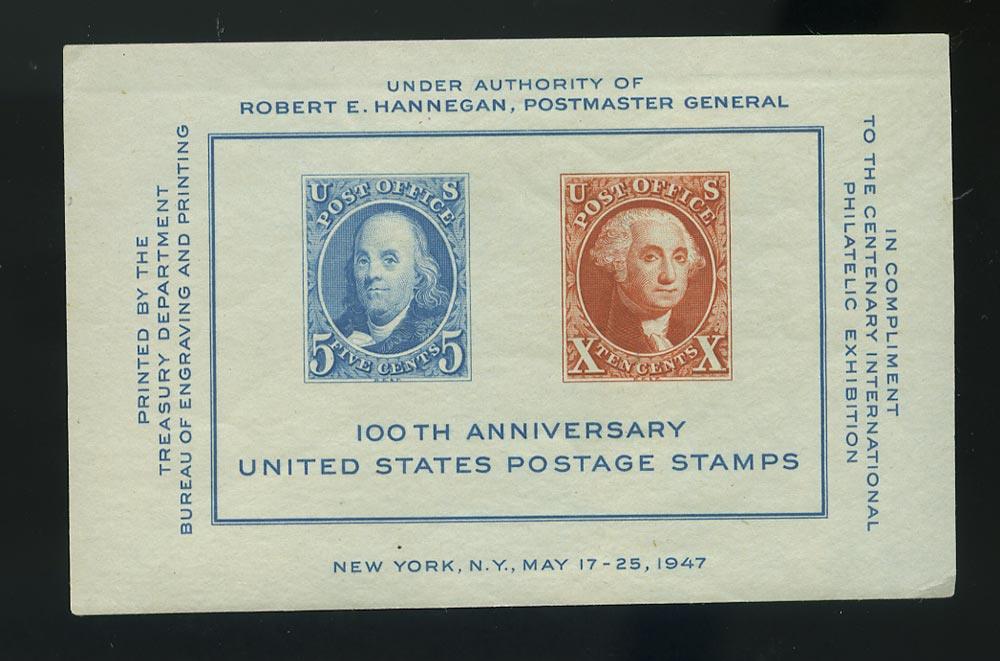 UNDER AUTHORITY OF
ROBERT E. HANNEGAN, POSTMASTER GENERAL
PRINTED BY THE
TREASURY DEPARTMENT
BUREAU OF ENGRAVING AND PRINTING
U S
POST OFFICE
5 5
FIVE CENTS
U S
POST OFFICE
X X
TEN CENTS
100TH ANNIVERSARY
UNITED STATES POSTAGE STAMPS
IN COMPLIMENT
TO THE CENTENARY INTERNATIONAL
PHILATELIC EXHIBITION
NEW YORK, N.Y., MAY 17-25, 1947